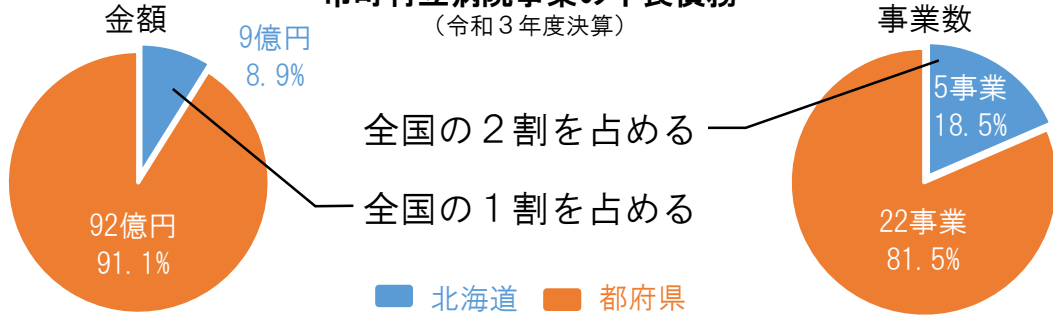 （令和３年度決算）
金額
9億円
8.9%
92億円
91.1%
全国の２割を占める
全国の１割を占める
事業数
5事業
18.5%
22事業
81.5%
北海道
都府県